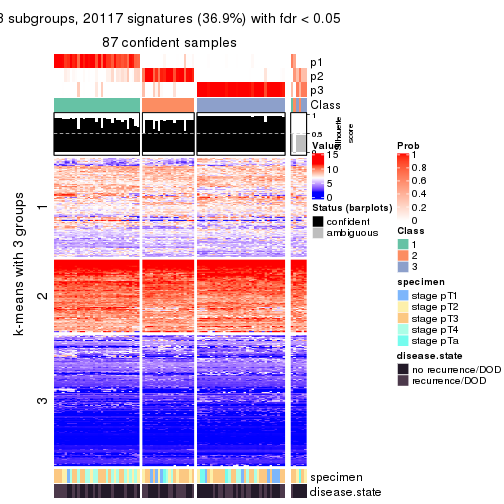 3 subgroups, 20117 signatures (36.9%) with fdr < 0.05
87 confident samples
p1
p2
p3
Class
1
0.5
0
Silhouette
score
k-means with 3 groups
1
2
3
Value
15
10
5
0
Status (barplots)
confident
ambiguous
Prob
1
0.8
0.6
0.4
0.2
0
Class
1
2
3
specimen
stage pT1
stage pT2
stage pT3
stage pT4
stage pTa
disease.state
no recurrence/DOD
recurrence/DOD
specimen
disease.state